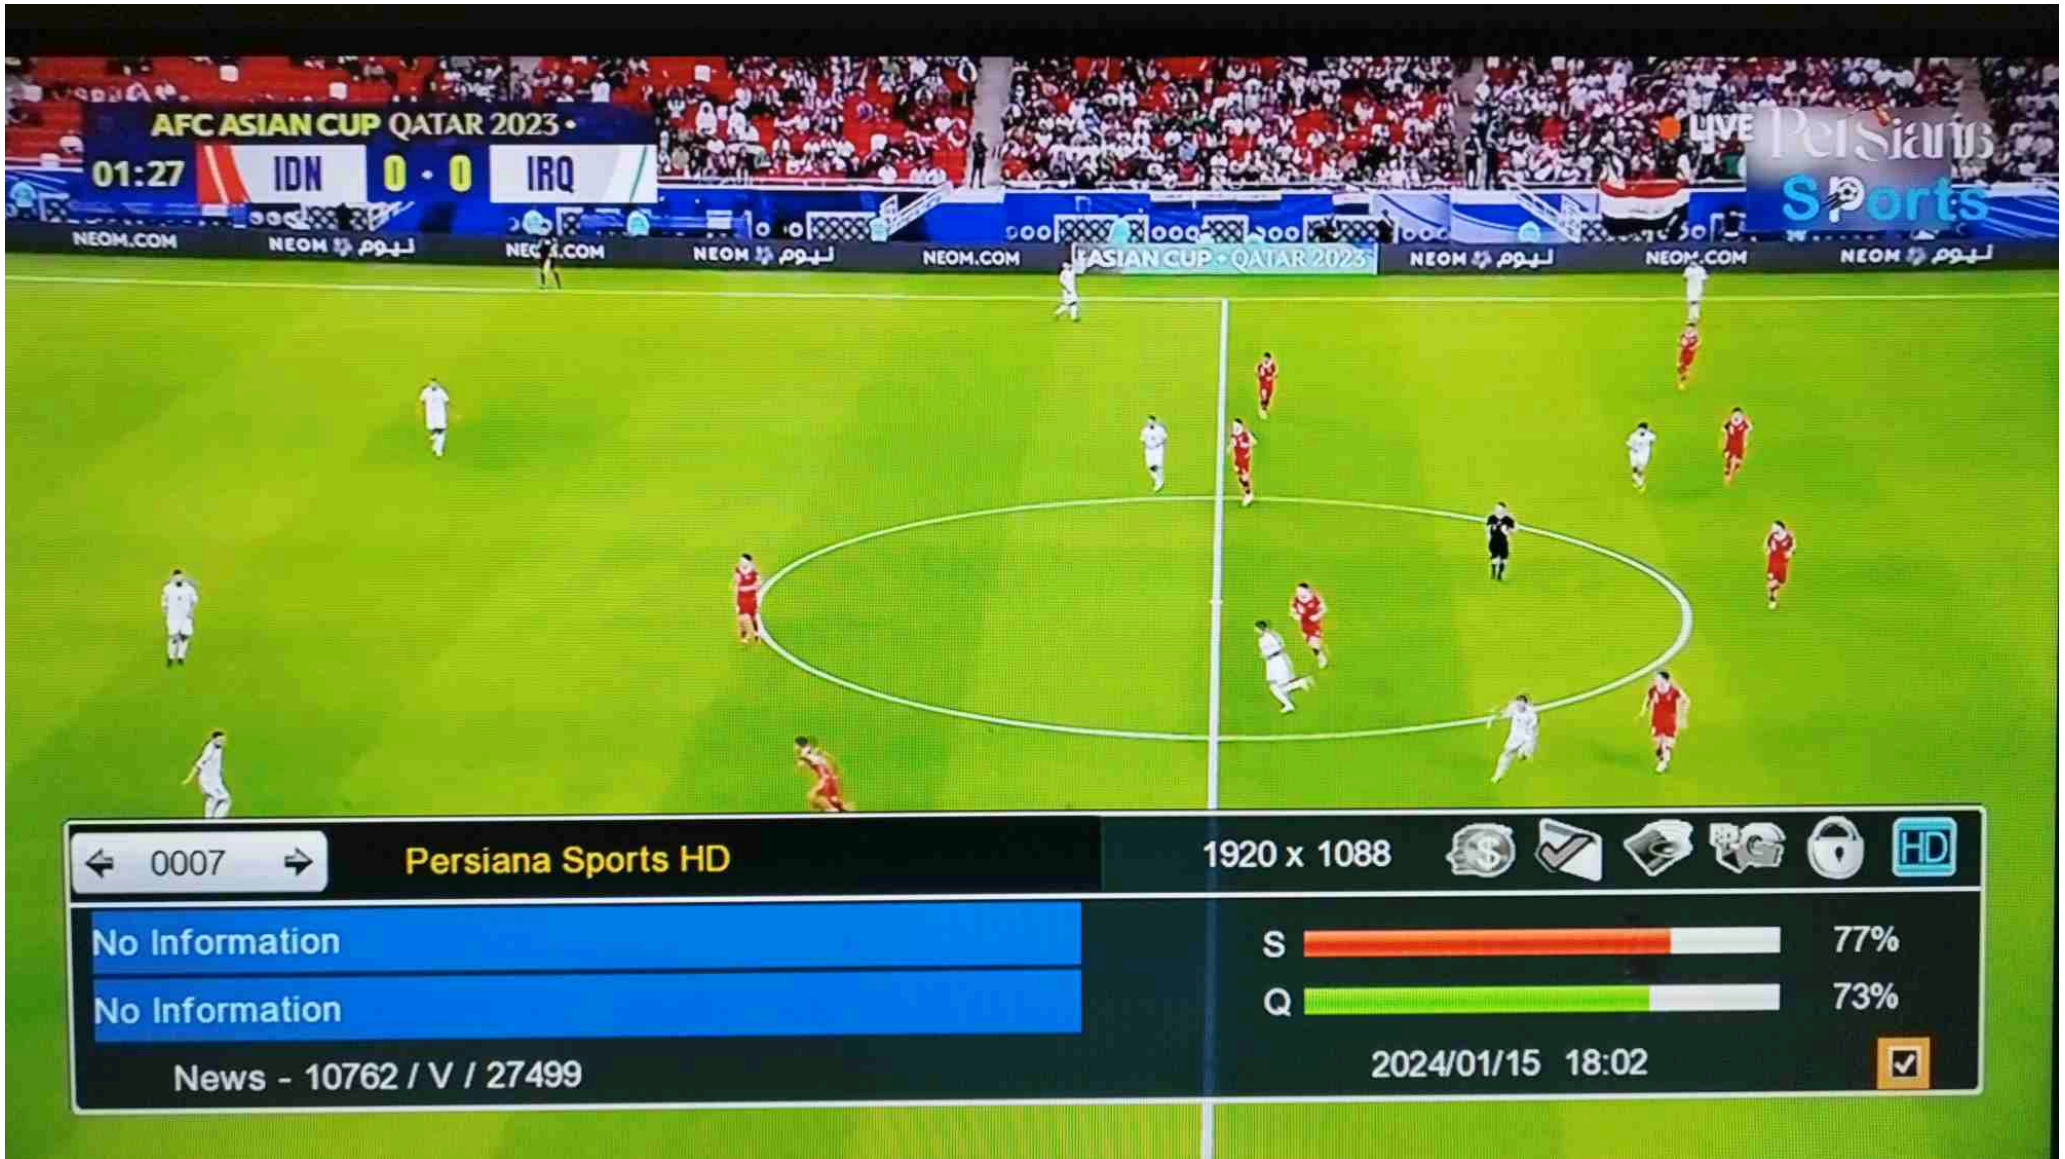 AFC ASIAN CUP QATAR 2023
01:27 IDN 0 - 0 IRQ
LIVE Persiana
Sports
NEOM.COM NEOM نيوم NEOM.COM NEOM نيوم NEOM.COM ASIAN CUP QATAR 2023 NEOM نيوم NEOM.COM NEOM نيوم
0007 Persiana Sports HD 1920 x 1088 $ G HD
No Information
S 77%
No Information
Q 73%
News - 10762 / V / 27499 2024/01/15 18:02